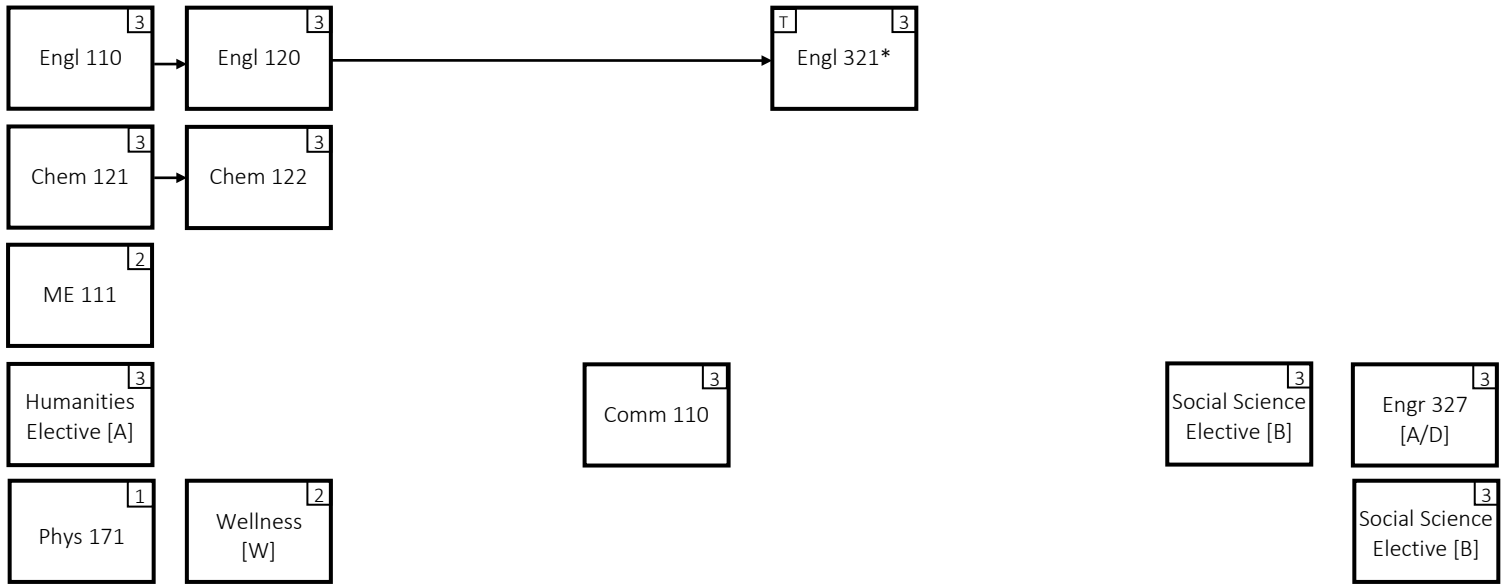 3
Engl 110
3
Engl 120
T
3
Engl 321*
3
Chem 121
3
Chem 122
2
ME 111
3
Humanities
Elective [A]
3
Comm 110
3
Social Science
Elective [B]
3
Engr 327
[A/D]
1
Phys 171
2
Wellness
[W]
3
Social Science
Elective [B]